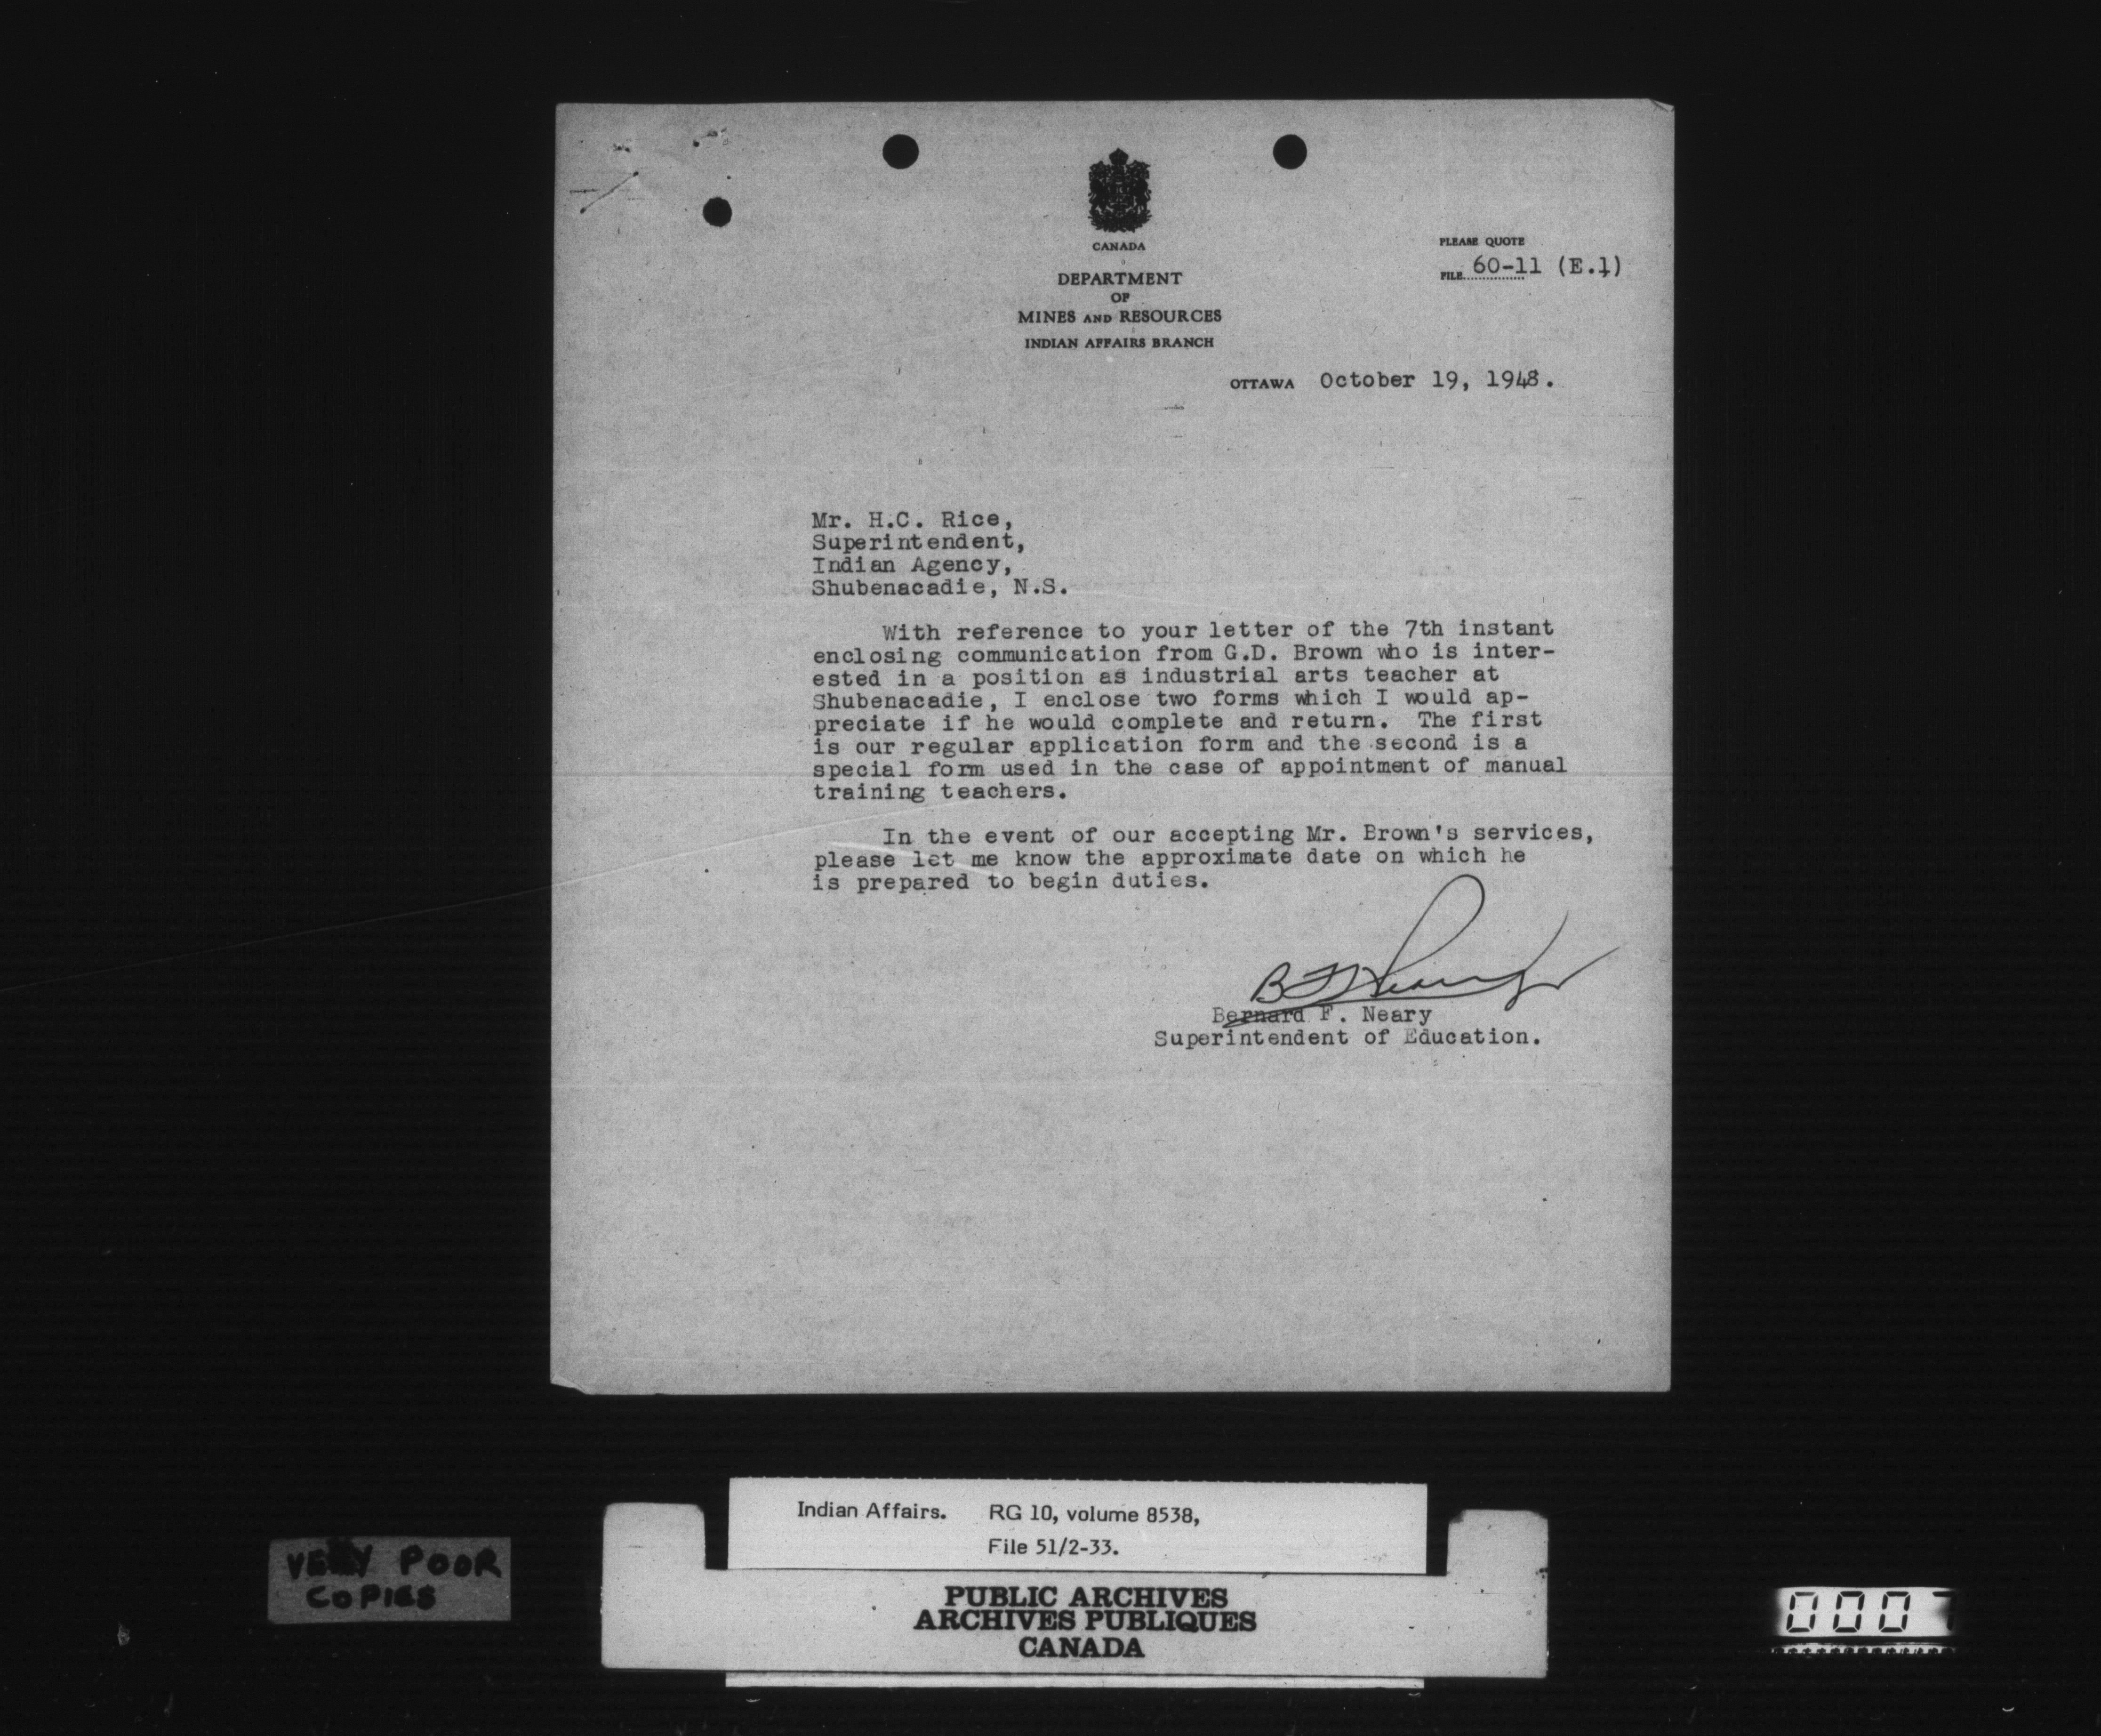 CANADA
DEPARTMENT
OF
MINES AND RESOURCES
INDIAN AFFAIRS BRANCH
PLEASE QUOTE
FILE 60-11 (E.1)
OTTAWA October 19, 1948.
Mr. H.C. Rice,
Superintendent,
Indian Agency,
Shubenacadie, N.S.
With reference to your letter of the 7th instant
enclosing communication from G.D. Brown who is inter-
ested in a position as industrial arts teacher at
Shubenacadie, I enclose two forms which I would ap-
preciate if he would complete and return. The first
is our regular application form and the second is a
special form used in the case of appointment of manual
training teachers.
In the event of our accepting Mr. Brown's services,
please let me know the approximate date on which he
is prepared to begin duties.
B F Neary
Bernard F. Neary
Superintendent of Education.
Indian Affairs. RG 10, volume 8538,
File 51/2-33.
PUBLIC ARCHIVES
ARCHIVES PUBLIQUES
CANADA
VERY POOR
COPIES
0007